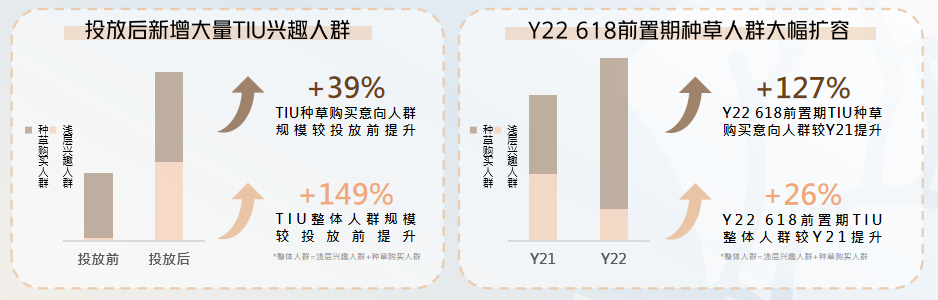 投放后新增大量TIU兴趣人群
种草购买人群
浅层兴趣人群
投放前
投放后
+39%
TIU种草购买意向人群
规模较投放前提升
+149%
TIU整体人群规模
较投放前提升
*整体人群=浅层兴趣人群+种草购买人群
Y22 618前置期种草人群大幅扩容
种草购买人群
浅层兴趣人群
Y21
Y22
+127%
Y22 618前置期TIU种草
购买意向人群较Y21提升
+26%
Y22 618前置期TIU
整体人群较Y21提升
*整体人群=浅层兴趣人群+种草购买人群